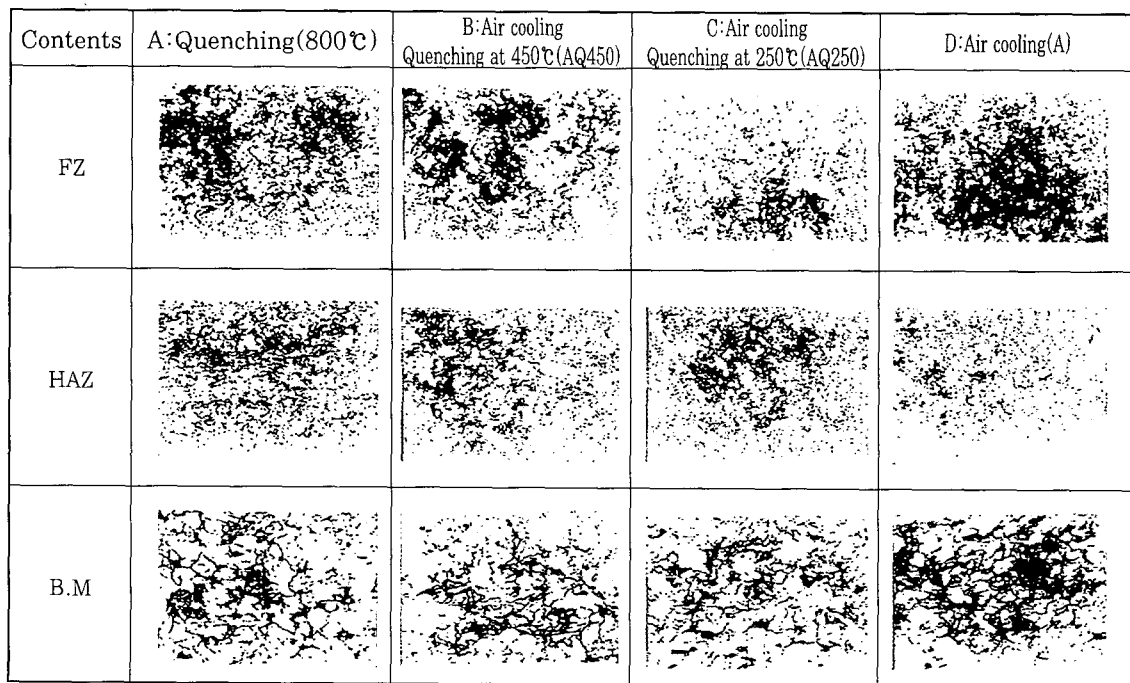 Contents
A:Quenching(800℃)
B:Air cooling
Quenching at 450℃(AQ450)
C:Air cooling
Quenching at 250℃(AQ250)
D:Air cooling(A)
FZ
HAZ
B.M